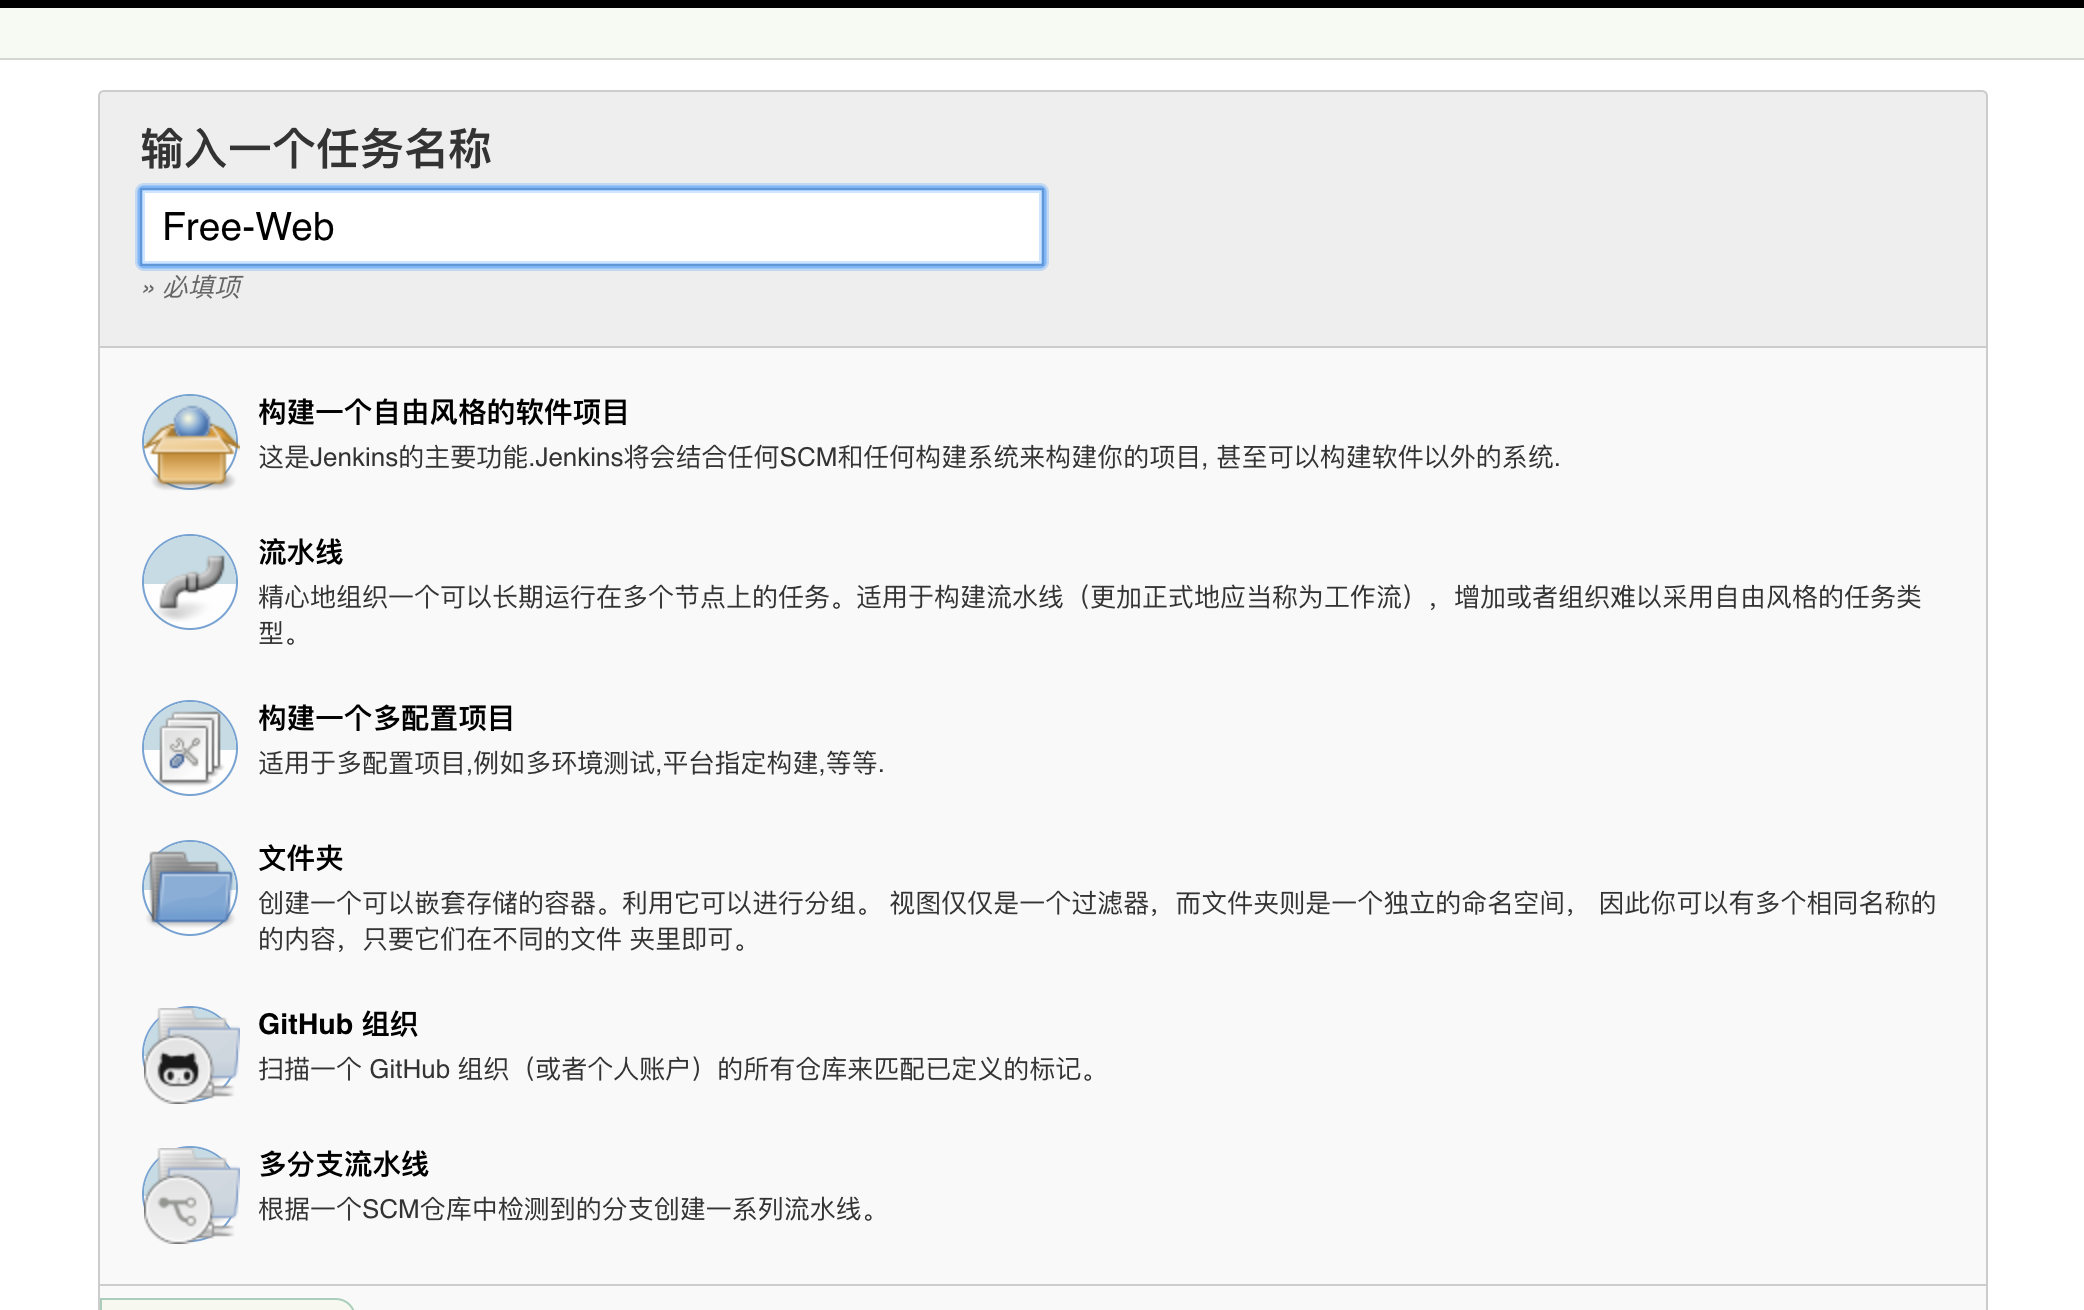 输入一个任务名称
Free-Web
» 必填项
构建一个自由风格的软件项目
这是Jenkins的主要功能.Jenkins将会结合任何SCM和任何构建系统来构建你的项目, 甚至可以构建软件以外的系统.
流水线
精心地组织一个可以长期运行在多个节点上的任务。适用于构建流水线（更加正式地应当称为工作流），增加或者组织难以采用自由风格的任务类
型。
构建一个多配置项目
适用于多配置项目,例如多环境测试,平台指定构建,等等.
文件夹
创建一个可以嵌套存储的容器。利用它可以进行分组。 视图仅仅是一个过滤器，而文件夹则是一个独立的命名空间， 因此你可以有多个相同名称的
的内容，只要它们在不同的文件 夹里即可。
GitHub 组织
扫描一个 GitHub 组织（或者个人账户）的所有仓库来匹配已定义的标记。
多分支流水线
根据一个SCM仓库中检测到的分支创建一系列流水线。